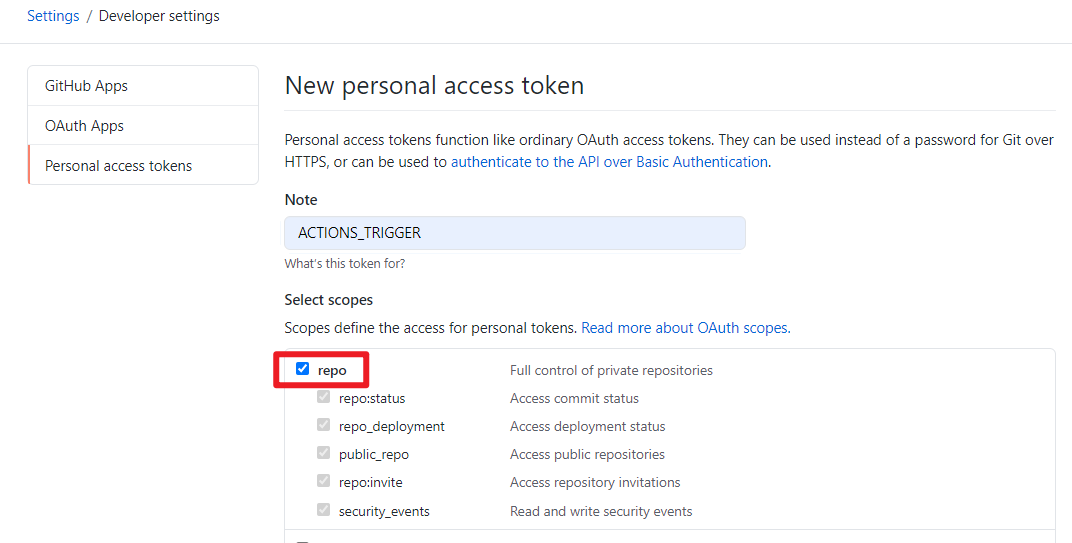 Settings / Developer settings
GitHub Apps
OAuth Apps
Personal access tokens
New personal access token
Personal access tokens function like ordinary OAuth access tokens. They can be used instead of a password for Git over
HTTPS, or can be used to authenticate to the API over Basic Authentication.
Note
ACTIONS_TRIGGER
What's this token for?
Select scopes
Scopes define the access for personal tokens. Read more about OAuth scopes.
repo Full control of private repositories
repo:status Access commit status
repo_deployment Access deployment status
public_repo Access public repositories
repo:invite Access repository invitations
security_events Read and write security events